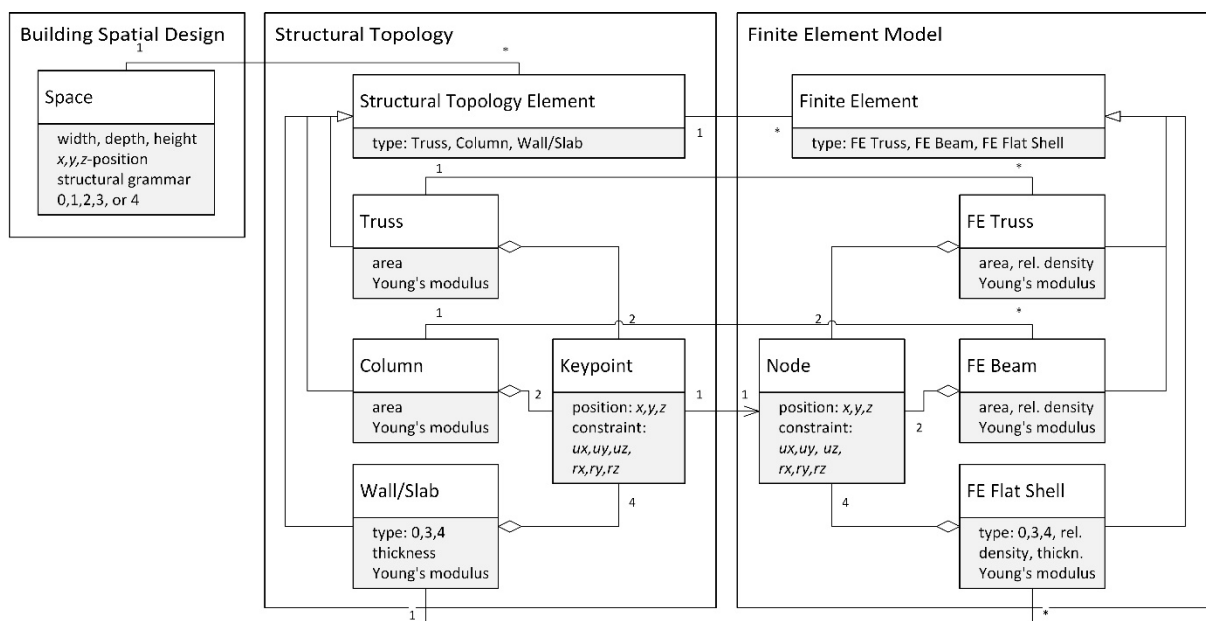 Building Spatial Design
1
Space
width, depth, height
x,y,z-position
structural grammar
0,1,2,3, or 4
Structural Topology
*
Structural Topology Element
type: Truss, Column, Wall/Slab
1
*
1
Truss
area
Young's modulus
2
1
Column
area
Young's modulus
2
Keypoint
position: x,y,z
constraint:
ux,uy,uz,
rx,ry,rz
1
4
Wall/Slab
type: 0,3,4
thickness
Young's modulus
1
Finite Element Model
Finite Element
type: FE Truss, FE Beam, FE Flat Shell
*
FE Truss
area, rel. density
Young's modulus
2
*
1
Node
position: x,y,z
constraint:
ux,uy, uz,
rx,ry,rz
2
4
FE Beam
area, rel. density
Young's modulus
FE Flat Shell
type: 0,3,4, rel.
density, thickn.
Young's modulus
*